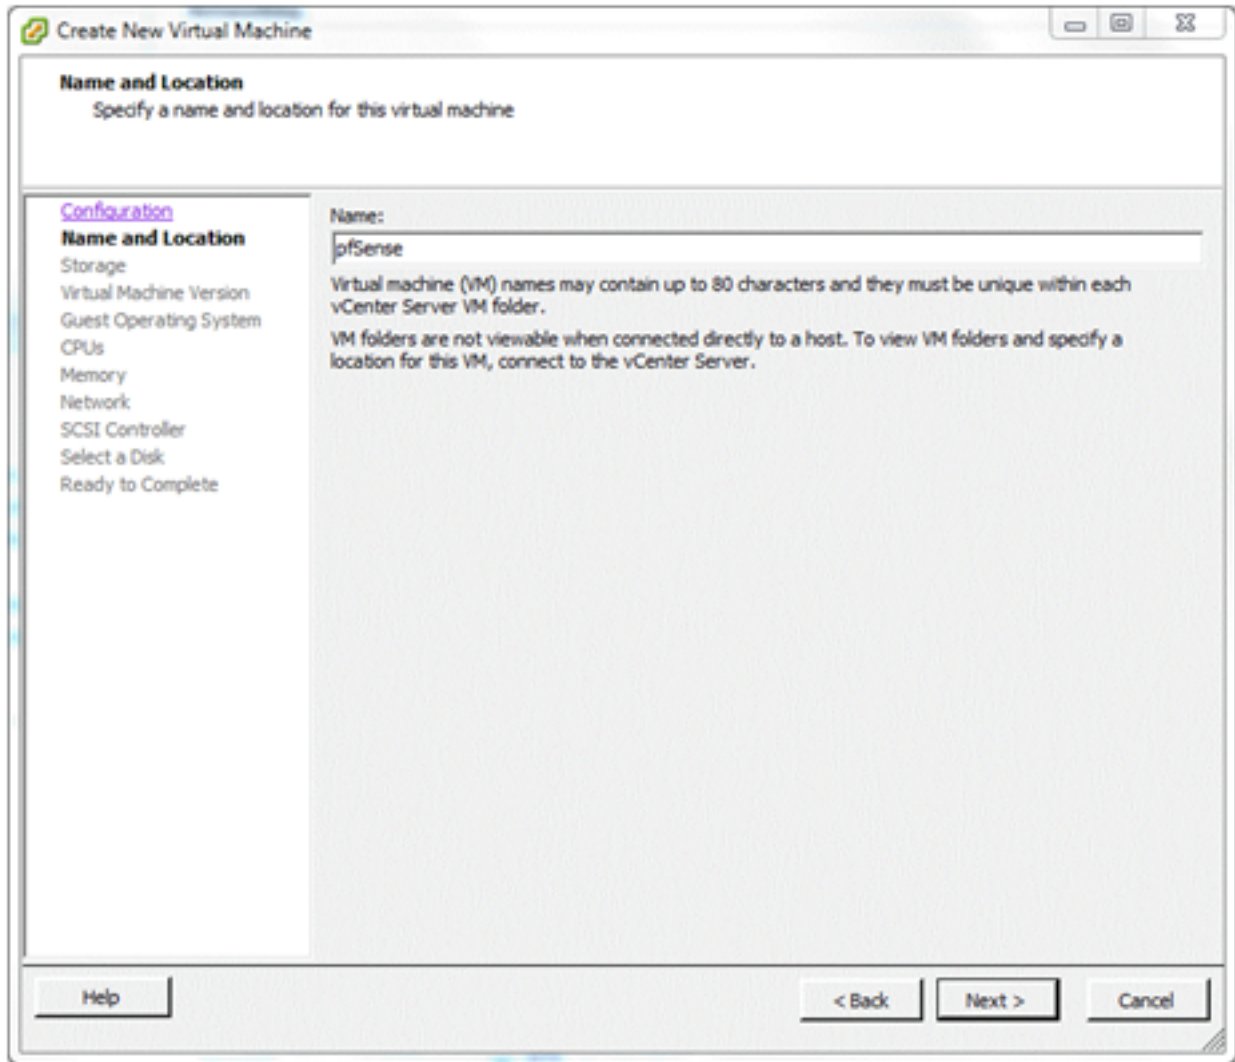 Create New Virtual Machine
Name and Location
Specify a name and location for this virtual machine
Configuration
Name and Location
Storage
Virtual Machine Version
Guest Operating System
CPUs
Memory
Network
SCSI Controller
Select a Disk
Ready to Complete
Name:
pfSense
Virtual machine (VM) names may contain up to 80 characters and they must be unique within each
vCenter Server VM folder.
VM folders are not viewable when connected directly to a host. To view VM folders and specify a
location for this VM, connect to the vCenter Server.
Help
< Back
Next >
Cancel